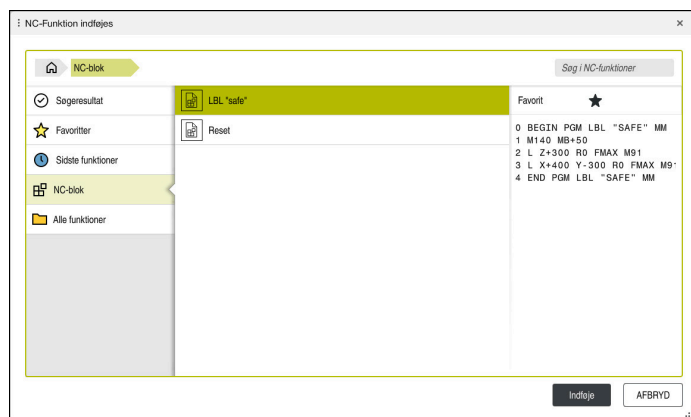 NC-Funktion indføjes
NC-blok
Søg i NC-funktioner
Søgeresultat
Favoritter
Sidste funktioner
NC-blok
Alle funktioner
LBL "safe"
Reset
Favorit
0 BEGIN PGM LBL "SAFE" MM
1 M140 MB+50
2 L Z+300 R0 FMAX M91
3 L X+400 Y-300 R0 FMAX M9
4 END PGM LBL "SAFE" MM
Indføje
AFBRYD